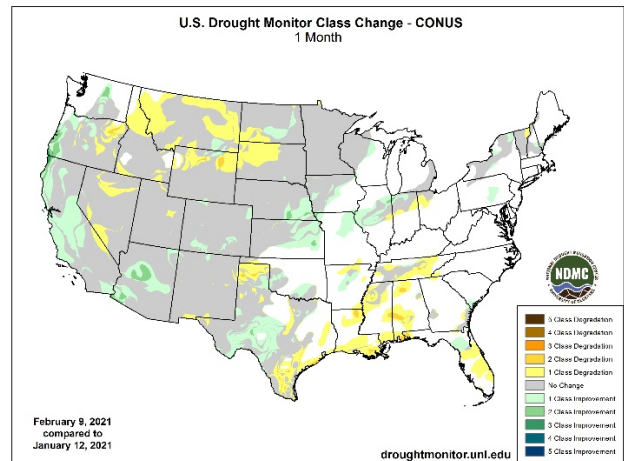 U.S. Drought Monitor Class Change - CONUS
1 Month
NDMC
5 Class Degradation
4 Class Degradation
3 Class Degradation
2 Class Degradation
1 Class Degradation
No Change
1 Class Improvement
2 Class Improvement
3 Class Improvement
4 Class Improvement
5 Class Improvement
February 9, 2021
compared to
January 12, 2021
droughtmonitor.unl.edu